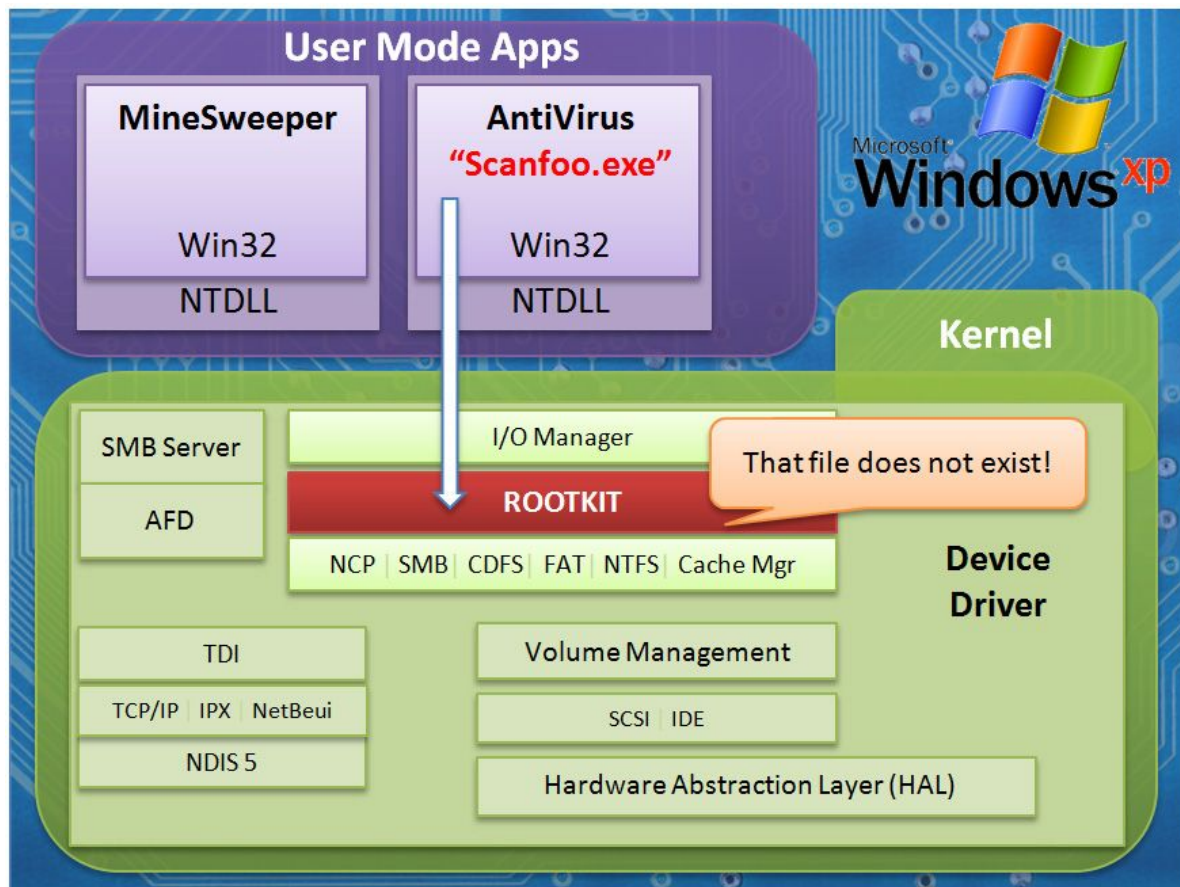 User Mode Apps
MineSweeper
Win32
NTDLL
AntiVirus
“Scanfoo.exe”
Win32
NTDLL
Microsoft
Windows xp
Kernel
SMB Server
AFD
I/O Manager
ROOTKIT
That file does not exist!
NCP | SMB | CDFS | FAT | NTFS | Cache Mgr
Device
Driver
TDI
TCP/IP | IPX | NetBeui
NDIS 5
Volume Management
SCSI | IDE
Hardware Abstraction Layer (HAL)